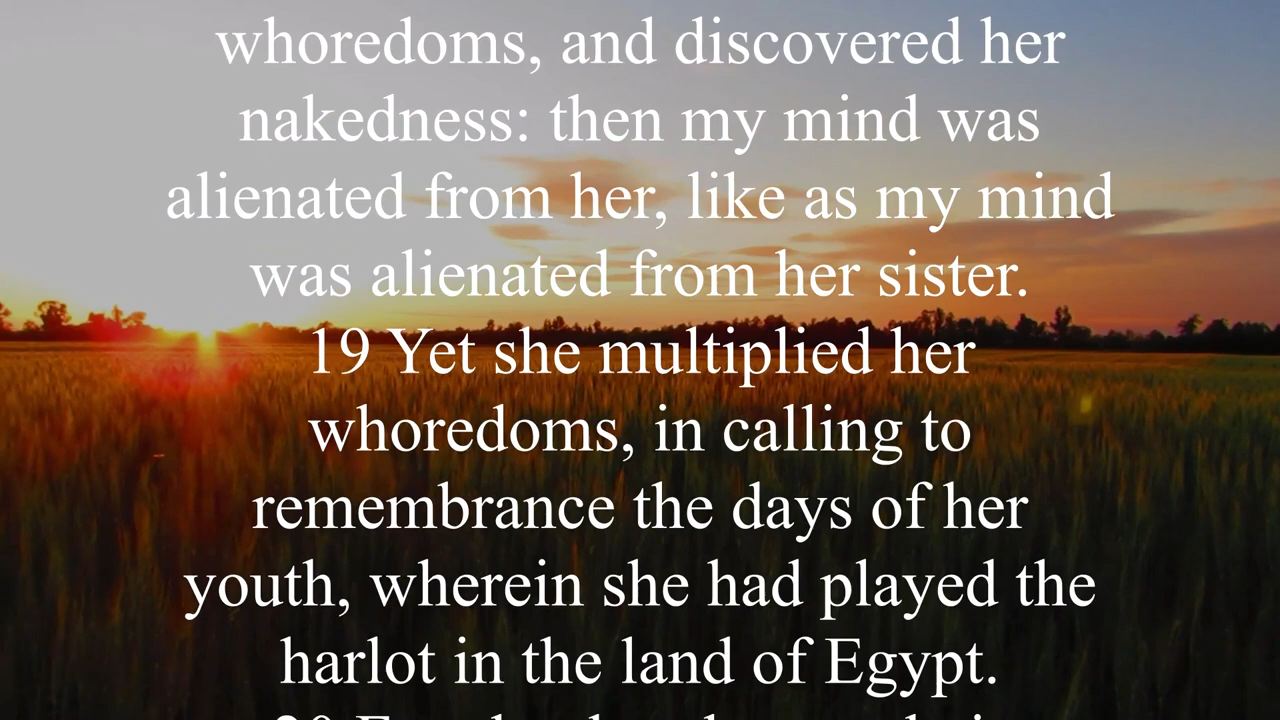 whoredoms, and discovered her
nakedness: then my mind was
alienated from her, like as my mind
was alienated from her sister.
19 Yet she multiplied her
whoredoms, in calling to
remembrance the days of her
youth, wherein she had played the
harlot in the land of Egypt.